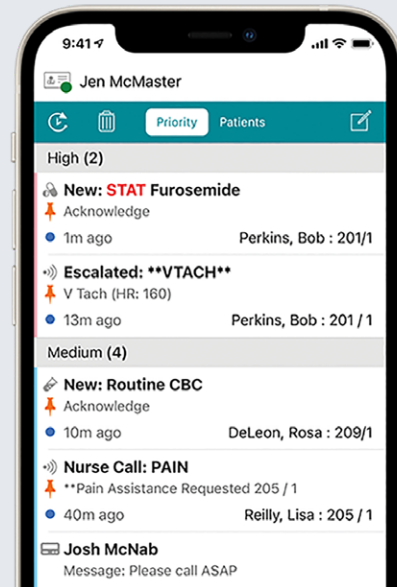 9:41
Jen McMaster
Priority Patients
High (2)
New: STAT Furosemide
Acknowledge
1m ago Perkins, Bob : 201/1
Escalated: **VTACH**
V Tach (HR: 160)
13m ago Perkins, Bob : 201 / 1
Medium (4)
New: Routine CBC
Acknowledge
10m ago DeLeon, Rosa : 209/1
Nurse Call: PAIN
**Pain Assistance Requested 205 / 1
40m ago Reilly, Lisa : 205 / 1
Josh McNab
Message: Please call ASAP